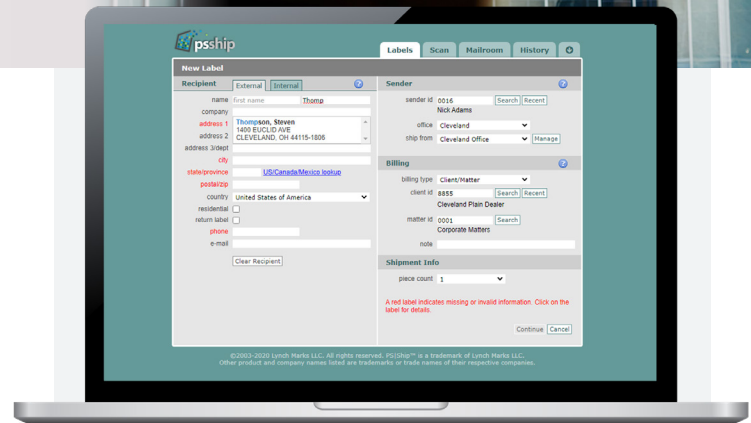 psship
Labels Scan Mailroom History
New Label
Recipient External Internal ?
name first name Thomp
company
address 1 Thompson, Steven
1400 EUCLID AVE
address 2 CLEVELAND, OH 44115-1806
address 3/dept
city
state/province US/Canada/Mexico lookup
postal/zip
country United States of America
residential
return label
phone
e-mail
Clear Recipient
Sender ?
sender id 0016 Search Recent
Nick Adams
office Cleveland
ship from Cleveland Office Manage
Billing ?
billing type Client/Matter
client id 8855 Search Recent
Cleveland Plain Dealer
matter id 0001 Search
Corporate Matters
note
Shipment Info
piece count 1
A red label indicates missing or invalid information. Click on the
label for details.
Continue Cancel
©2003-2020 Lynch Marks LLC. All rights reserved. PS|Ship™ is a trademark of Lynch Marks LLC.
Other product and company names listed are trademarks or trade names of their respective companies.